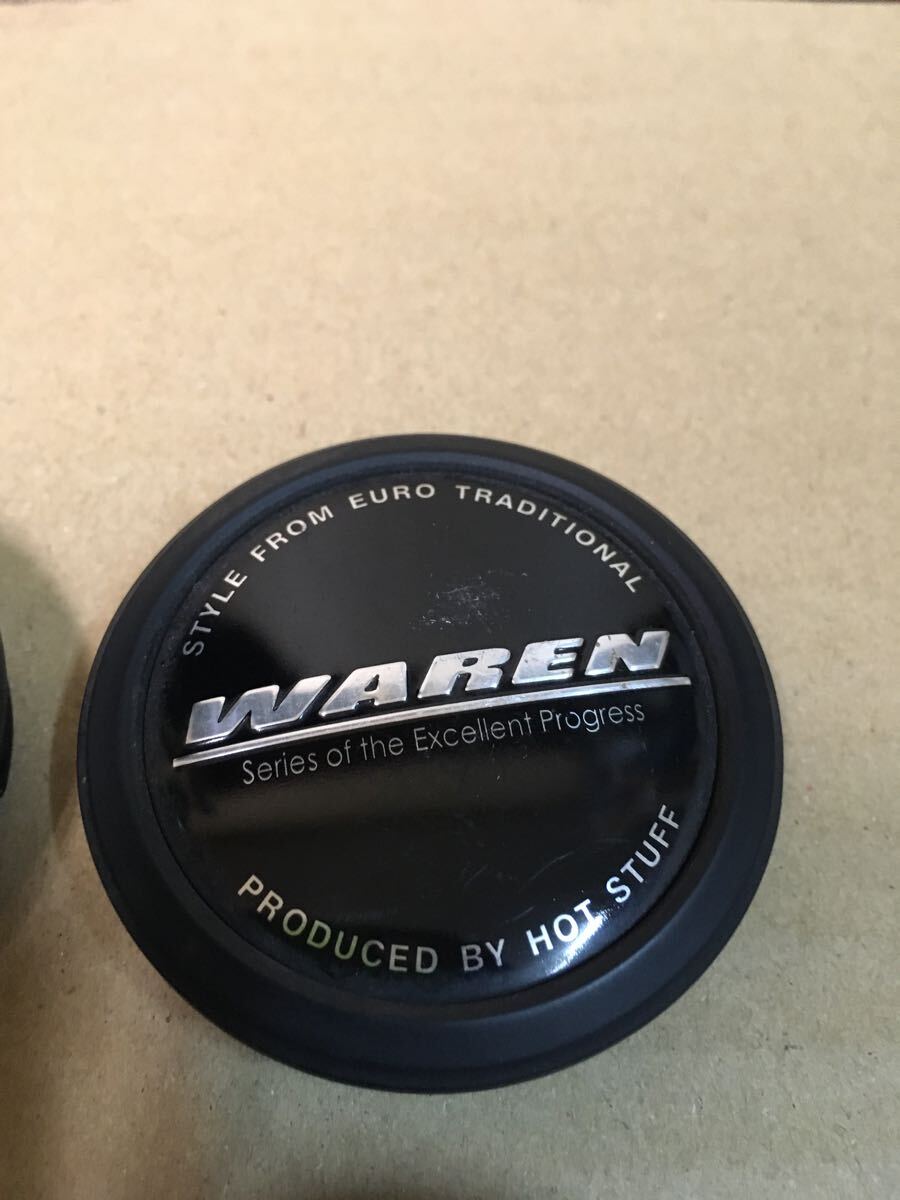 STYLE FROM EURO TRADITIONAL
WAREN
Series of the Excellent Progress
PRODUCED BY HOT STUFF